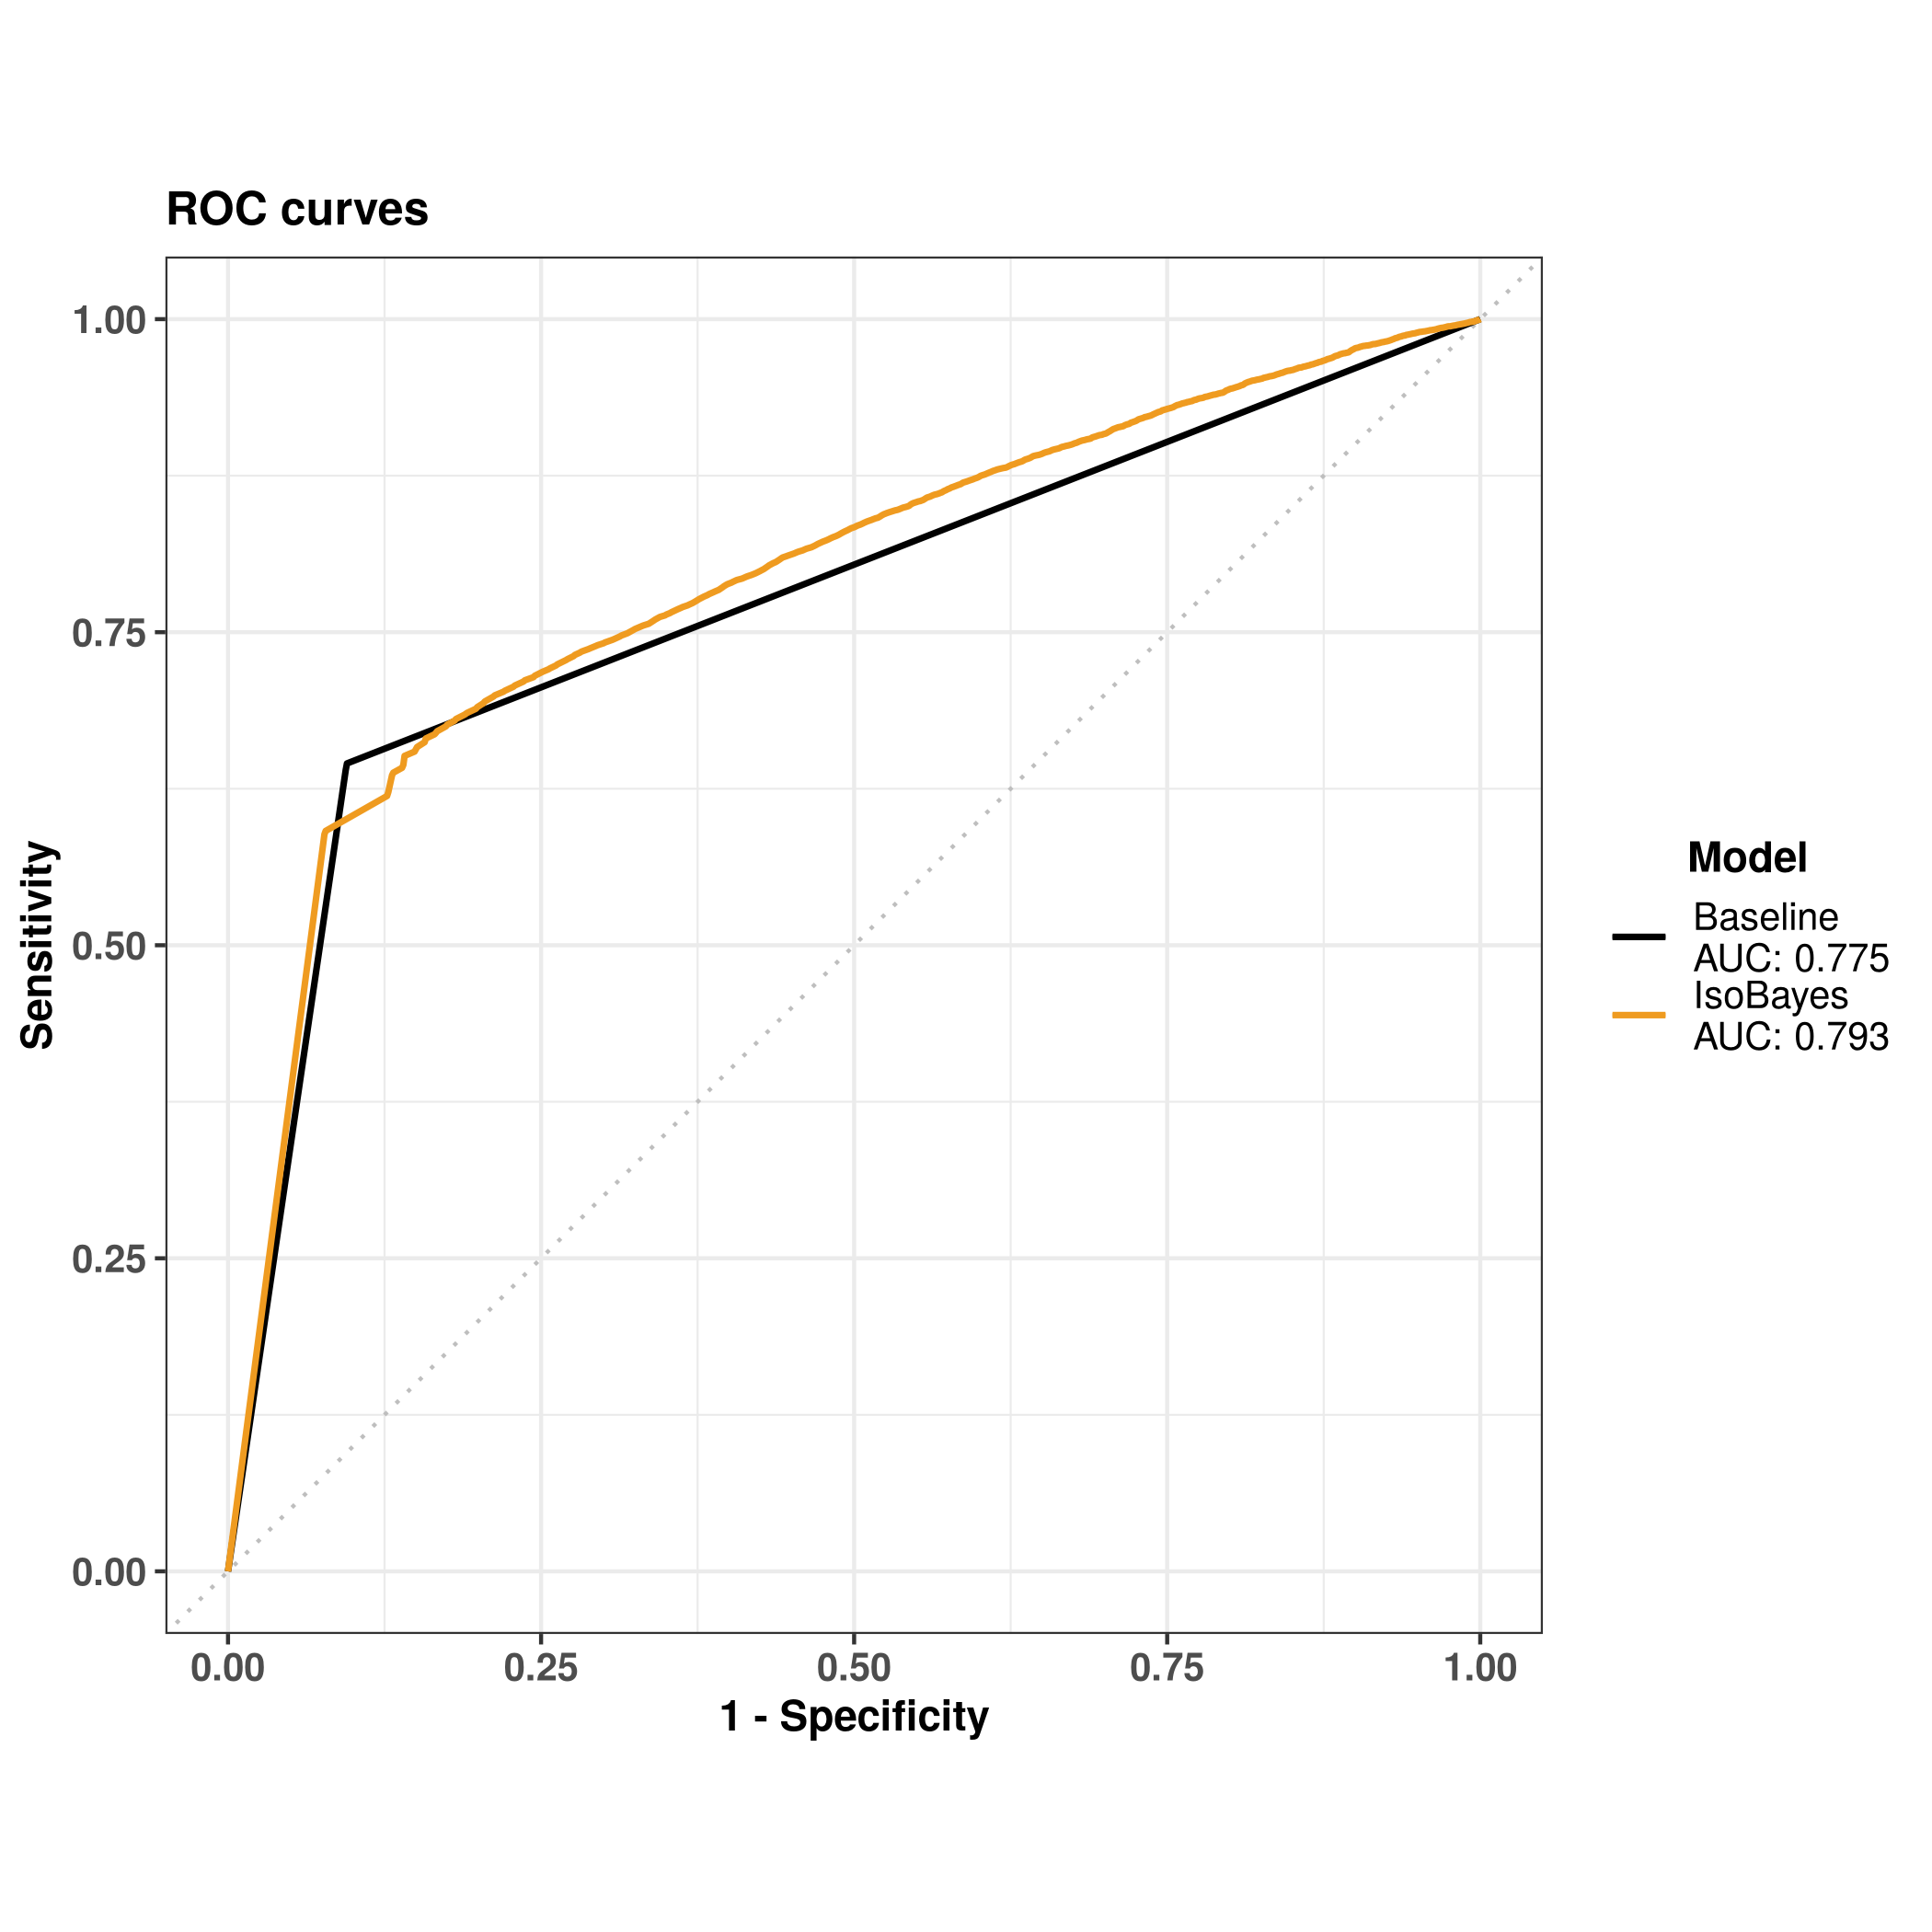 ROC curves
1.00
0.75
0.50
0.25
0.00
Sensitivity
0.00 0.25 0.50 0.75 1.00
1 - Specificity
Model
Baseline
AUC: 0.775
IsoBayes
AUC: 0.793